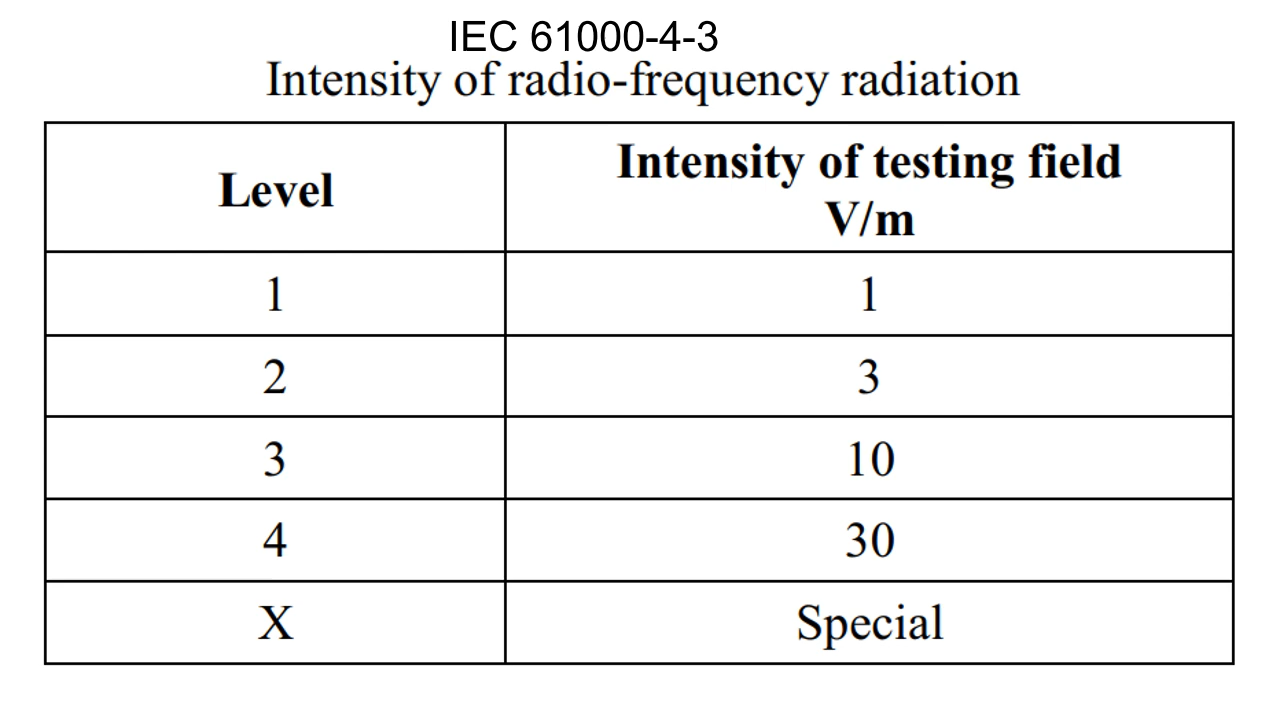 IEC 61000-4-3
Intensity of radio-frequency radiation
Level
Intensity of testing field
V/m
1 1
2 3
3 10
4 30
X Special